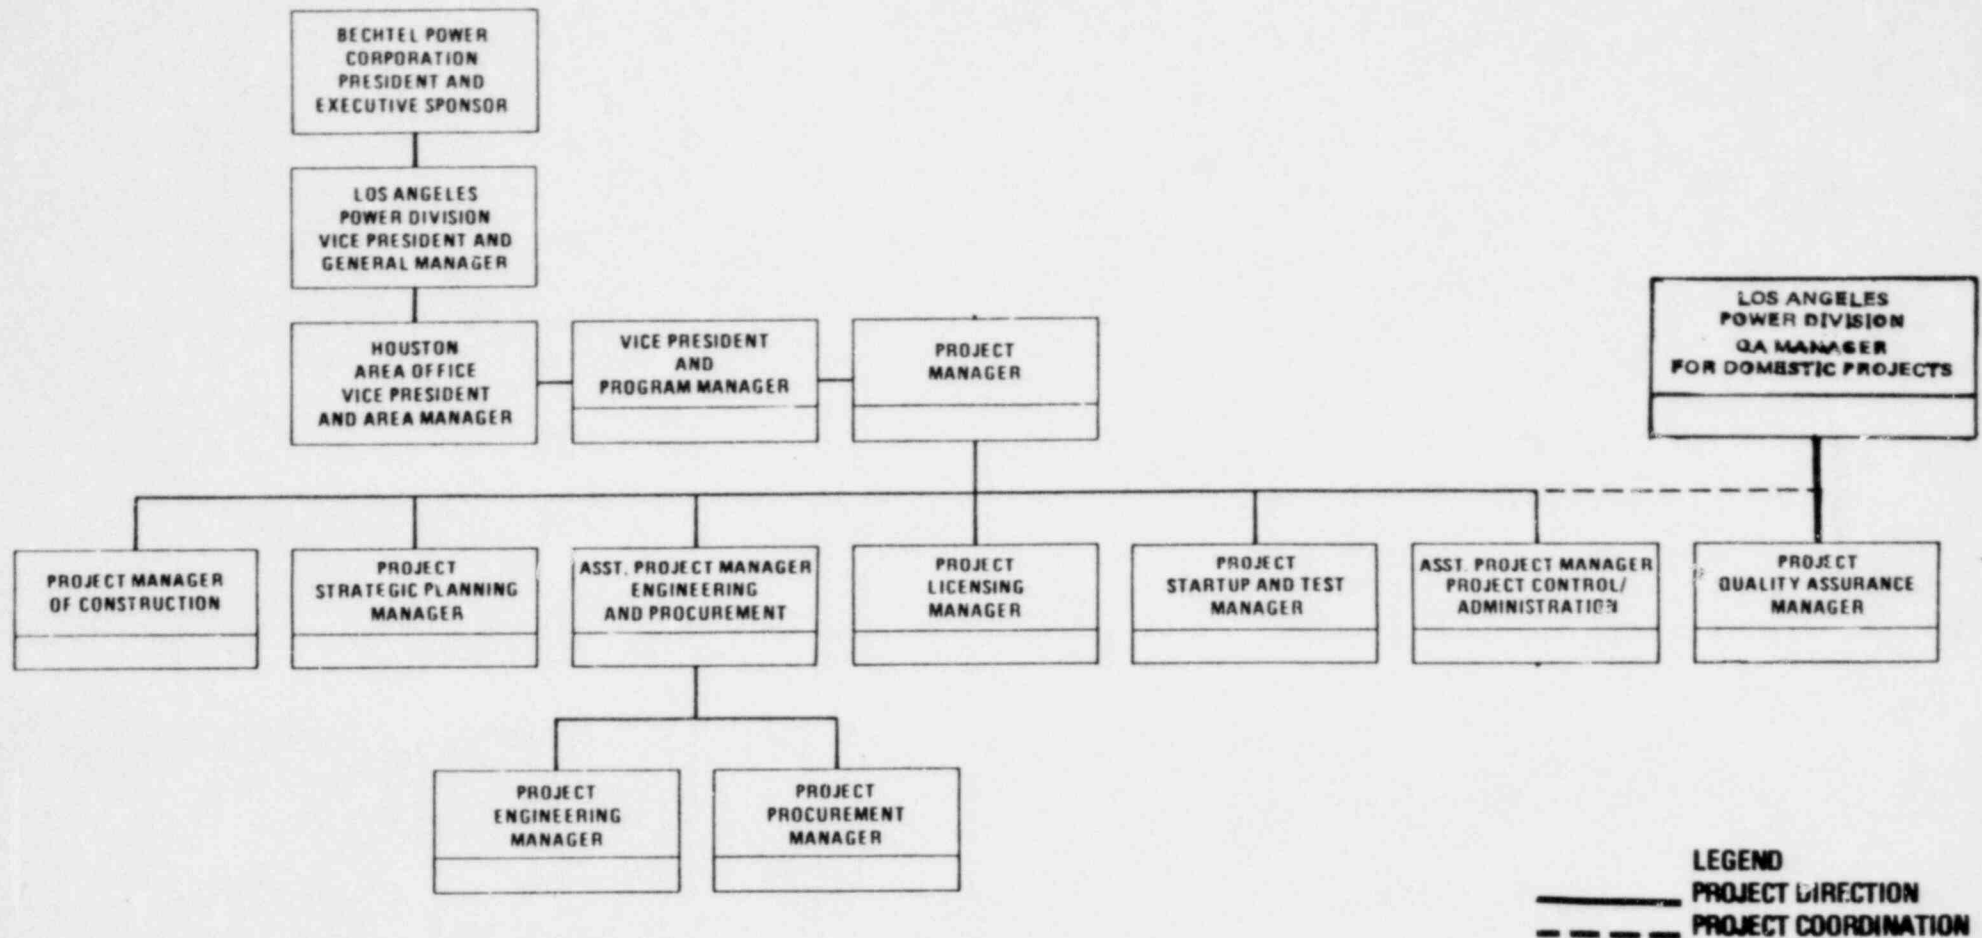 BECHTEL POWER
CORPORATION
PRESIDENT AND
EXECUTIVE SPONSOR
LOS ANGELES
POWER DIVISION
VICE PRESIDENT AND
GENERAL MANAGER
HOUSTON
AREA OFFICE
VICE PRESIDENT
AND AREA MANAGER
VICE PRESIDENT
AND
PROGRAM MANAGER
PROJECT
MANAGER
LOS ANGELES
POWER DIVISION
QA MANAGER
FOR DOMESTIC PROJECTS
PROJECT MANAGER
OF CONSTRUCTION
PROJECT
STRATEGIC PLANNING
MANAGER
ASST. PROJECT MANAGER
ENGINEERING
AND PROCUREMENT
PROJECT
LICENSING
MANAGER
PROJECT
STARTUP AND TEST
MANAGER
ASST. PROJECT MANAGER
PROJECT CONTROL/
ADMINISTRATION
PROJECT
QUALITY ASSURANCE
MANAGER
PROJECT
ENGINEERING
MANAGER
PROJECT
PROCUREMENT
MANAGER
LEGEND
PROJECT DIRECTION
PROJECT COORDINATION